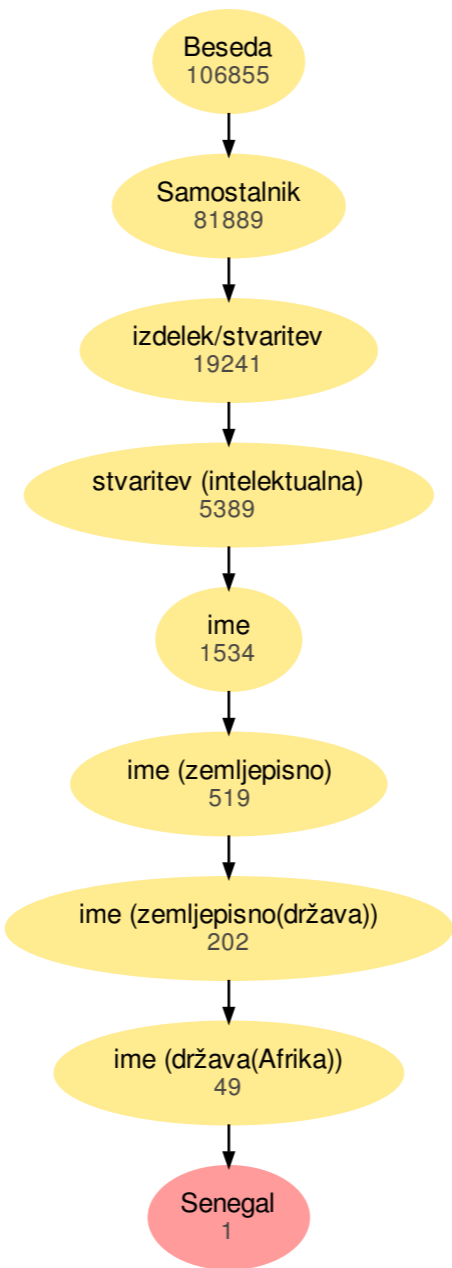 Beseda
106855
Samostalnik
81889
izdelek/stvaritev
19241
stvaritev (intelektualna)
5389
ime
1534
ime (zemljepisno)
519
ime (zemljepisno(država))
202
ime (država(Afrika))
49
Senegal
1